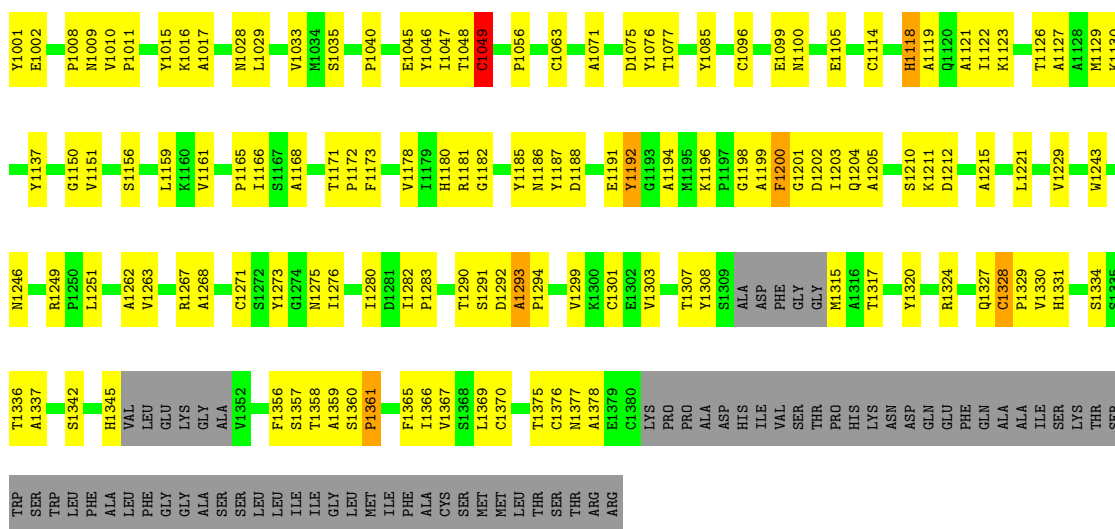 Y1001 E1002 P1008 N1009 V1010 P1011 Y1015 K1016 A1017 N1028 L1029 V1033 M1034 S1035 P1040 E1045 Y1046 I1047 T1048 C1049 P1056 C1063 A1071 D1075 Y1076 T1077 Y1085 C1096 E1099 N1100 E1105 C1114 H1118 A1119 Q1120 A1121 I1122 K1123 T1126 A1127 A1128 M1129 K1130
Y1137 G1150 V1151 S1156 L1159 K1160 V1161 P1165 I1166 S1167 A1168 T1171 P1172 F1173 V1178 I1179 H1180 R1181 G1182 Y1185 N1186 Y1187 D1188 E1191 Y1192 G1193 A1194 M1195 K1196 P1197 G1198 A1199 F1200 G1201 D1202 I1203 Q1204 A1205 S1210 K1211 D1212 A1215 L1221 V1229 W1243
N1246 R1249 P1250 L1251 A1262 V1263 R1267 A1268 C1271 S1272 Y1273 G1274 N1275 I1276 I1280 D1281 I1282 P1283 T1290 S1291 D1292 A1293 P1294 V1299 K1300 C1301 E1302 V1303 T1307 Y1308 S1309 ALA ASP PHE GLY GLY M1315 A1316 T1317 Y1320 R1324 Q1327 C1328 P1329 V1330 H1331 S1334 S1335
T1336 A1337 S1342 H1345 VAL LEU GLU LYS GLY ALA V1352 F1356 S1357 T1358 A1359 S1360 P1361 F1365 I1366 V1367 S1368 L1369 C1370 T1375 C1376 N1377 A1378 E1379 C1380 LYS PRO PRO ALA ASP HIS ILE VAL SER THR PRO HIS LYS ASN ASP GLN GLU PHE GLN ALA ALA ILE SER LYS THR SER
TRP SER TRP LEU PHE ALA LEU PHE GLY GLY ALA SER SER LEU LEU ILE ILE GLY LEU MET ILE PHE ALA CYS SER MET MET LEU THR SER THR ARG ARG